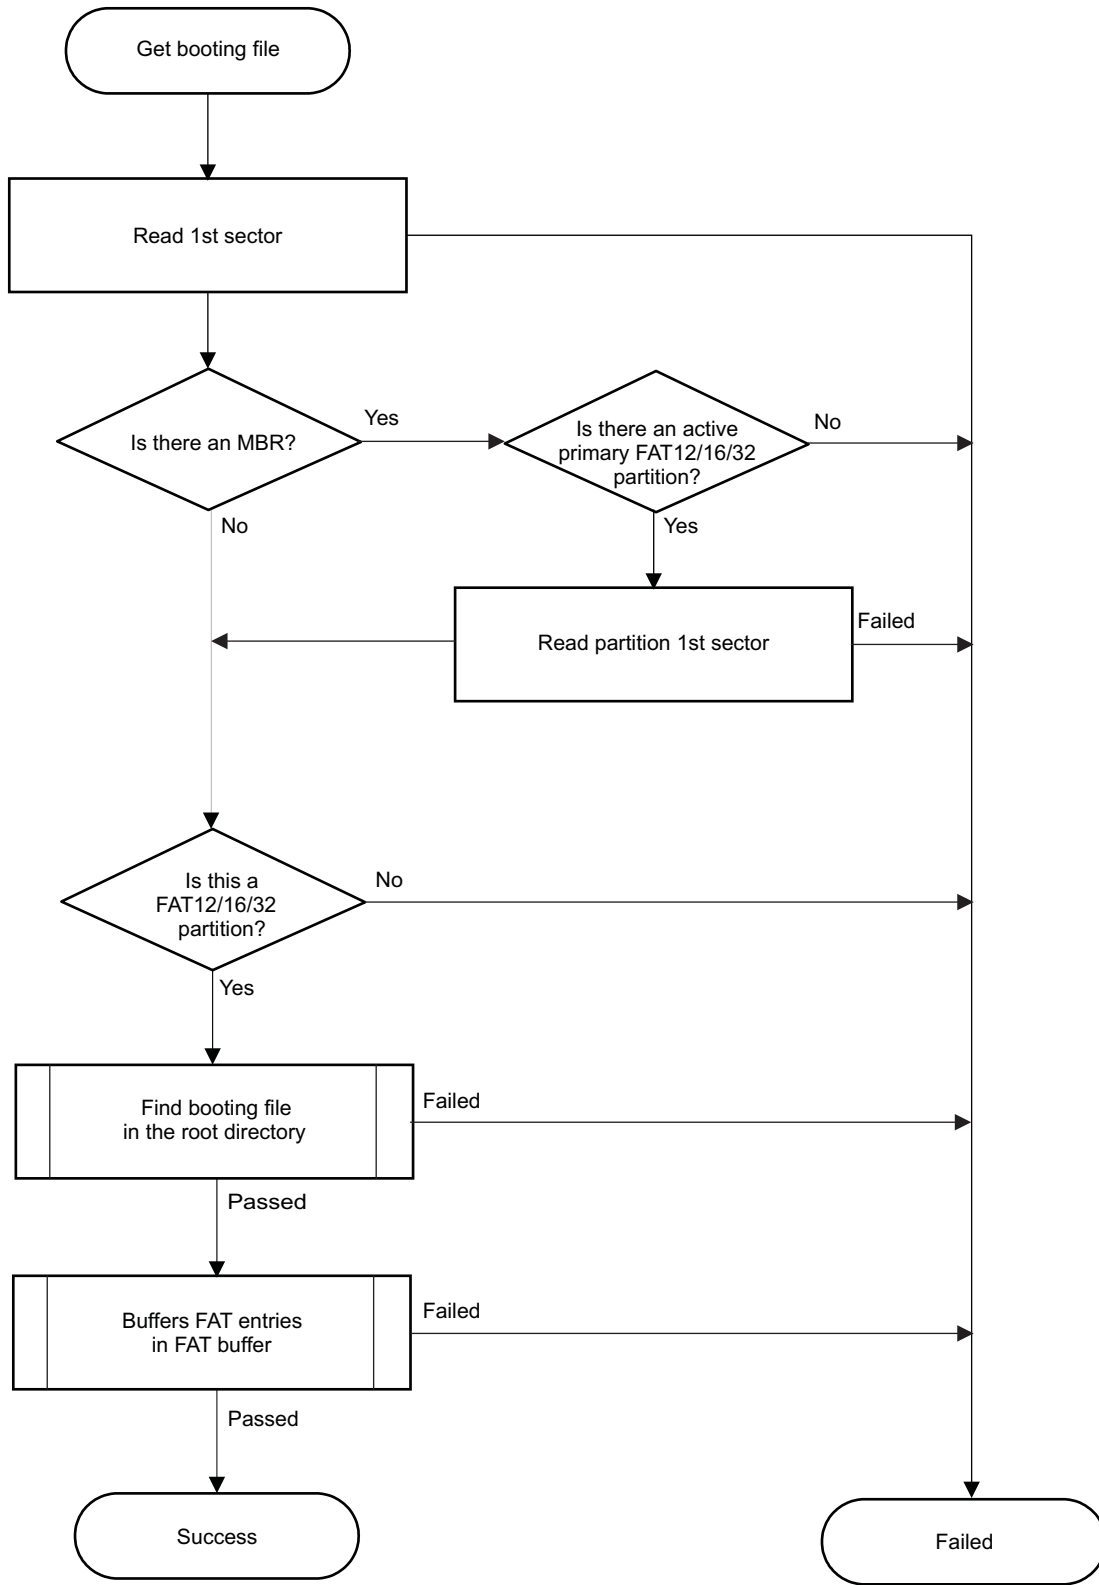 Get booting file
Read 1st sector
Is there an MBR?
Yes
Is there an active
primary FAT12/16/32
partition?
No
No
Yes
Read partition 1st sector
Failed
Is this a
FAT12/16/32
partition?
No
Yes
Find booting file
in the root directory
Failed
Passed
Buffers FAT entries
in FAT buffer
Failed
Passed
Success
Failed